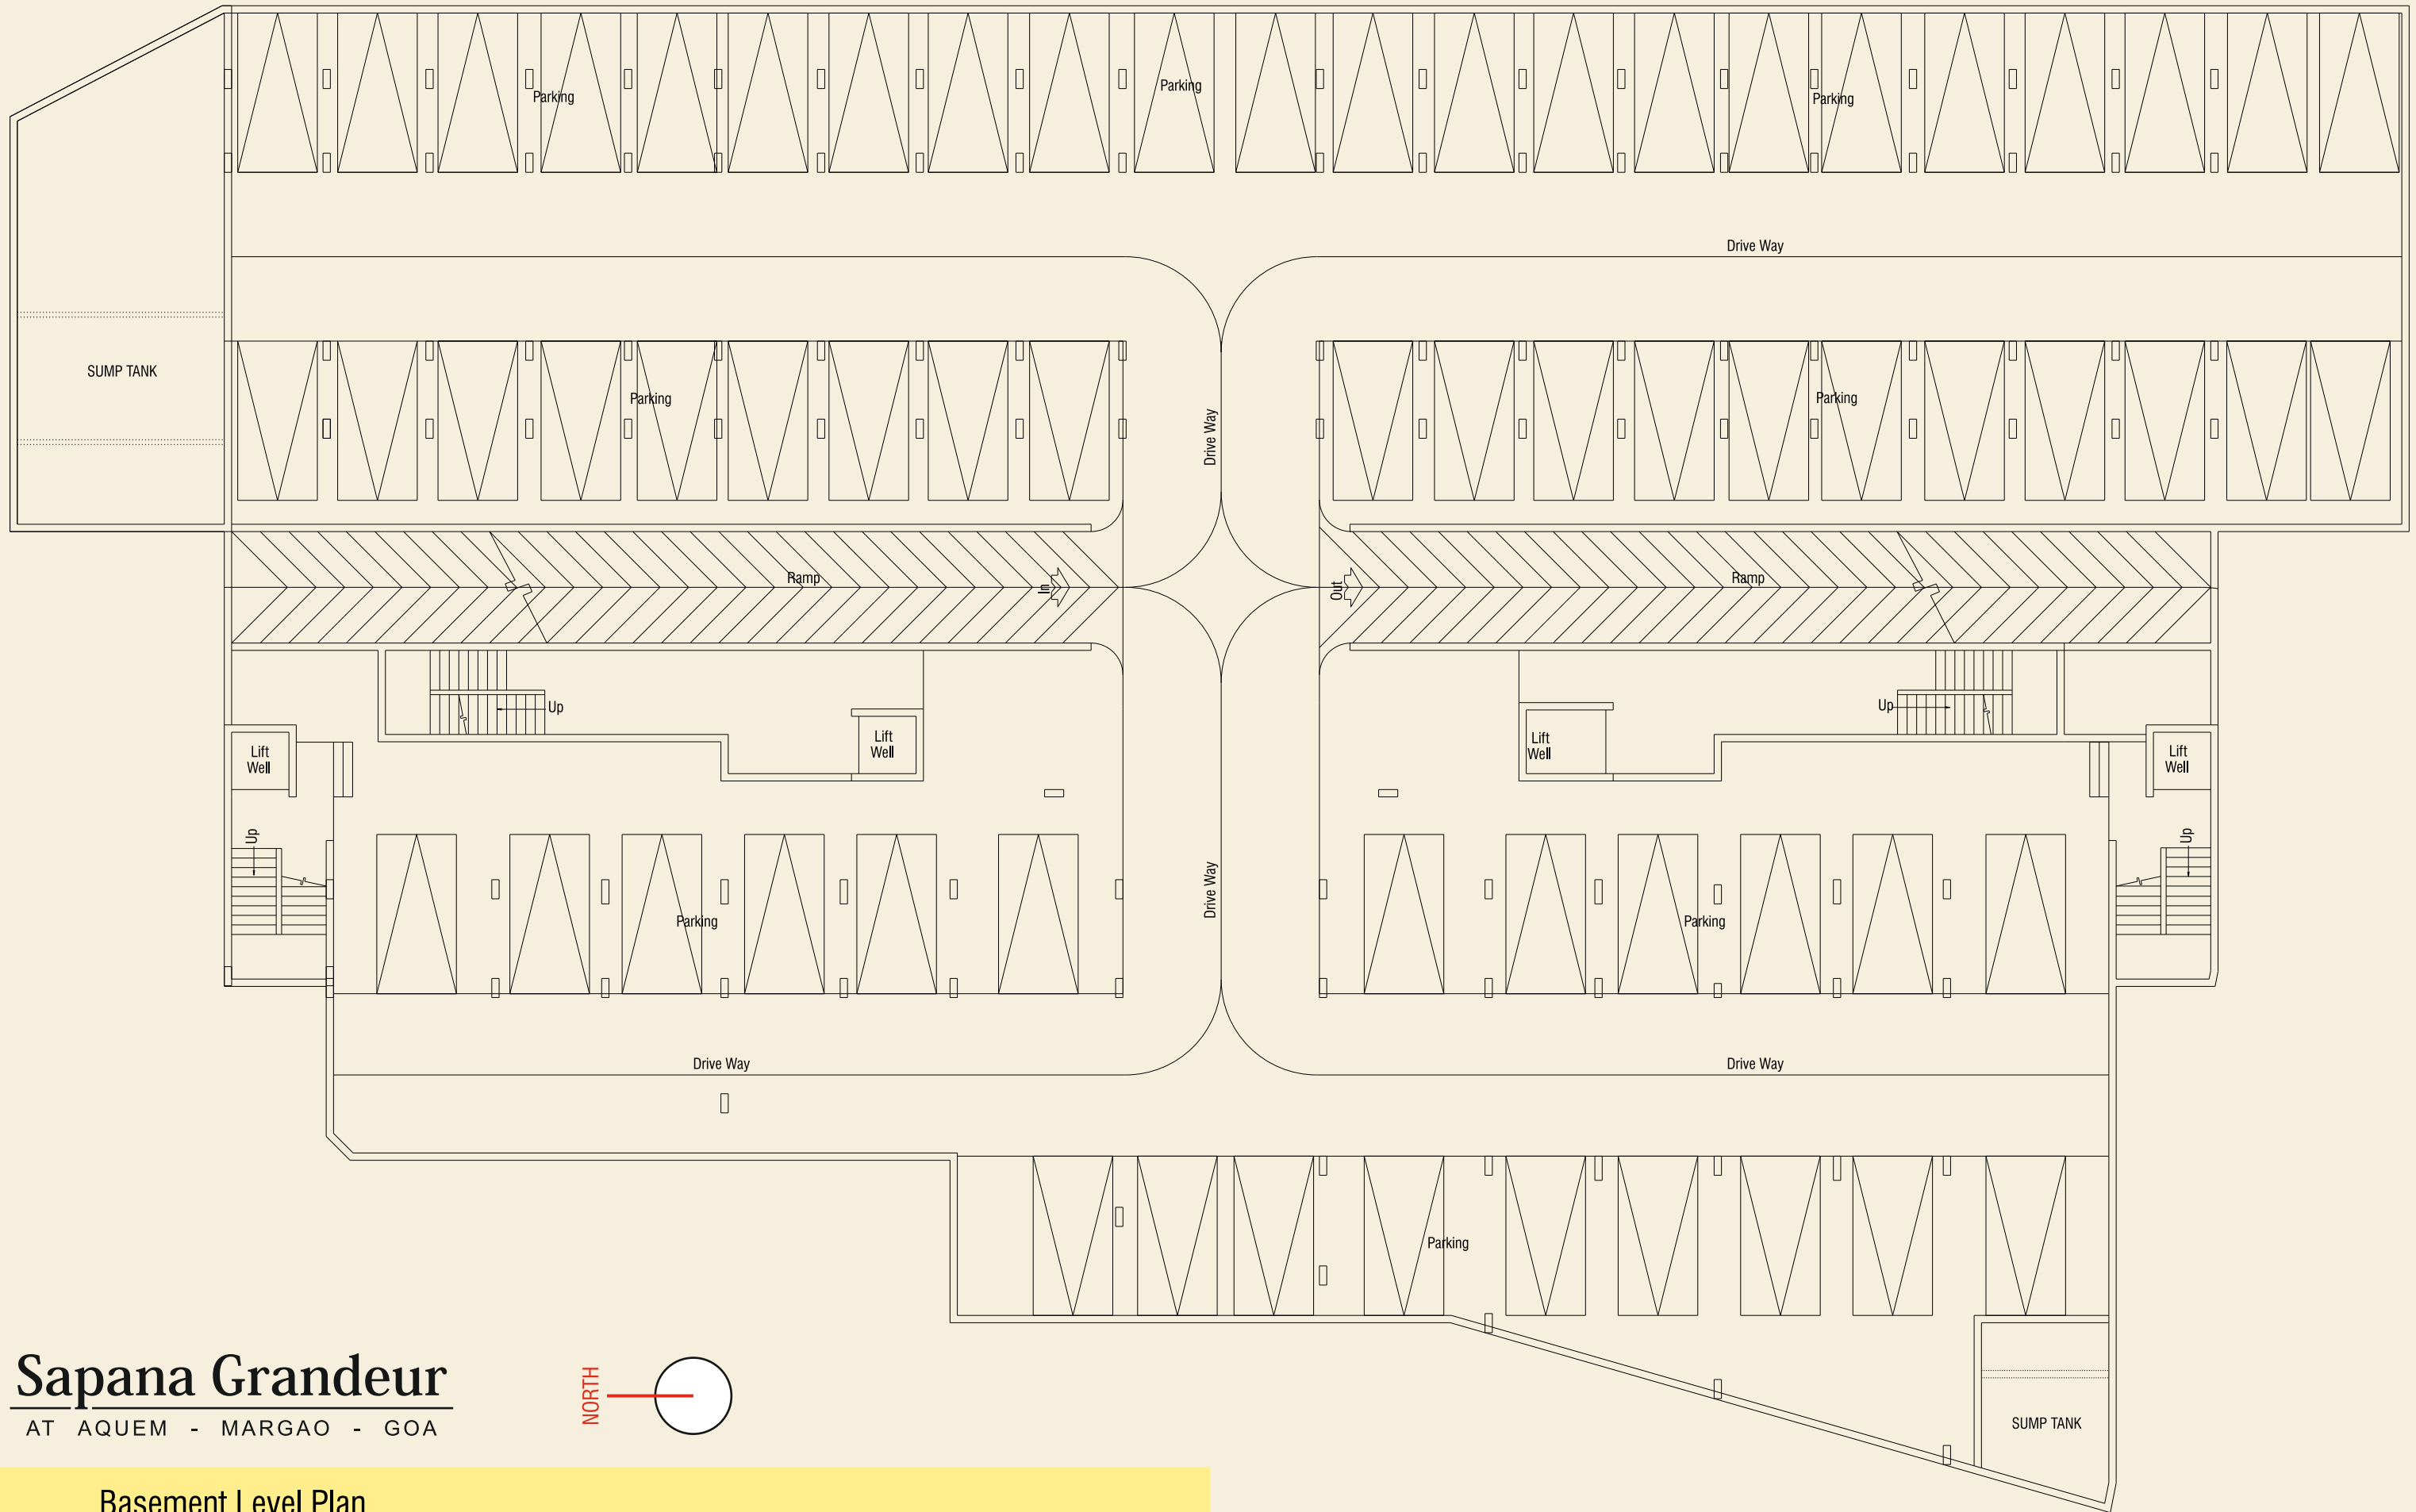 Parking
Parking
Parking
Drive Way
SUMP TANK
Parking
Drive Way
Parking
Ramp
In
Out
Ramp
Up
Up
Lift
Well
Lift
Well
Lift
Well
Lift
Well
Up
Up
Parking
Drive Way
Parking
Drive Way
Drive Way
Parking
SUMP TANK
Sapana Grandeur
AT AQUEM - MARGAO - GOA
NORTH
Basement Level Plan